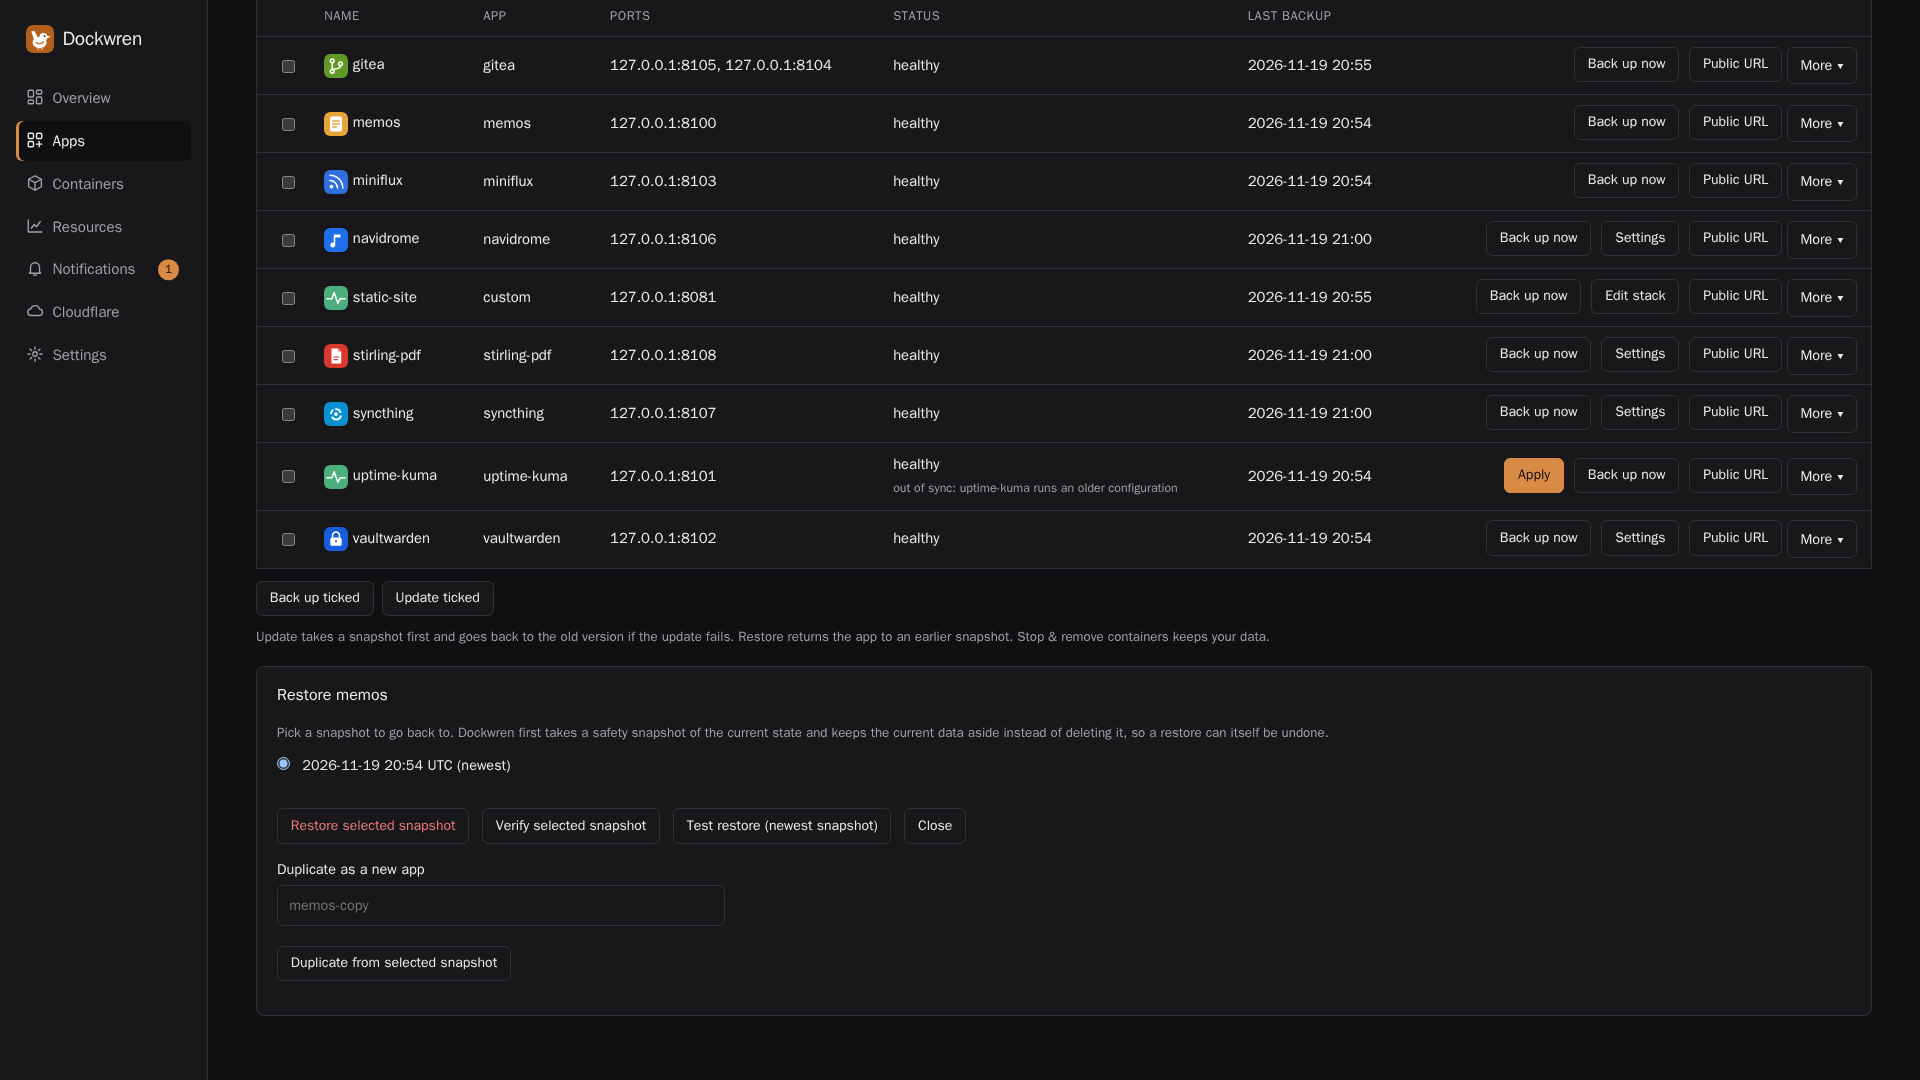 Dockwren
Overview
Apps
Containers
Resources
Notifications 1
Cloudflare
Settings
NAME APP PORTS STATUS LAST BACKUP
gitea gitea 127.0.0.1:8105, 127.0.0.1:8104 healthy 2026-11-19 20:55 Back up now Public URL More ▾
memos memos 127.0.0.1:8100 healthy 2026-11-19 20:54 Back up now Public URL More ▾
miniflux miniflux 127.0.0.1:8103 healthy 2026-11-19 20:54 Back up now Public URL More ▾
navidrome navidrome 127.0.0.1:8106 healthy 2026-11-19 21:00 Back up now Settings Public URL More ▾
static-site custom 127.0.0.1:8081 healthy 2026-11-19 20:55 Back up now Edit stack Public URL More ▾
stirling-pdf stirling-pdf 127.0.0.1:8108 healthy 2026-11-19 21:00 Back up now Settings Public URL More ▾
syncthing syncthing 127.0.0.1:8107 healthy 2026-11-19 21:00 Back up now Settings Public URL More ▾
uptime-kuma uptime-kuma 127.0.0.1:8101 healthy 2026-11-19 20:54 Apply Back up now Public URL More ▾
out of sync: uptime-kuma runs an older configuration
vaultwarden vaultwarden 127.0.0.1:8102 healthy 2026-11-19 20:54 Back up now Settings Public URL More ▾
Back up ticked Update ticked
Update takes a snapshot first and goes back to the old version if the update fails. Restore returns the app to an earlier snapshot. Stop & remove containers keeps your data.
Restore memos
Pick a snapshot to go back to. Dockwren first takes a safety snapshot of the current state and keeps the current data aside instead of deleting it, so a restore can itself be undone.
2026-11-19 20:54 UTC (newest)
Restore selected snapshot Verify selected snapshot Test restore (newest snapshot) Close
Duplicate as a new app
memos-copy
Duplicate from selected snapshot